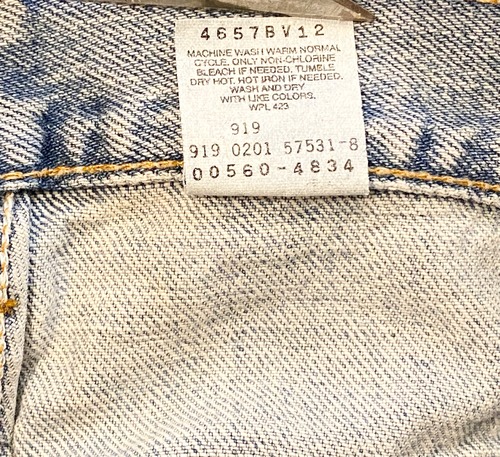 4657BV12
MACHINE WASH WARM NORMAL
CYCLE. ONLY NON-CHLORINE
BLEACH IF NEEDED. TUMBLE
DRY HOT. HOT IRON IF NEEDED.
WASH AND DRY
WITH LIKE COLORS.
WPL 423
919
919 0201 57531-8
00560-4834